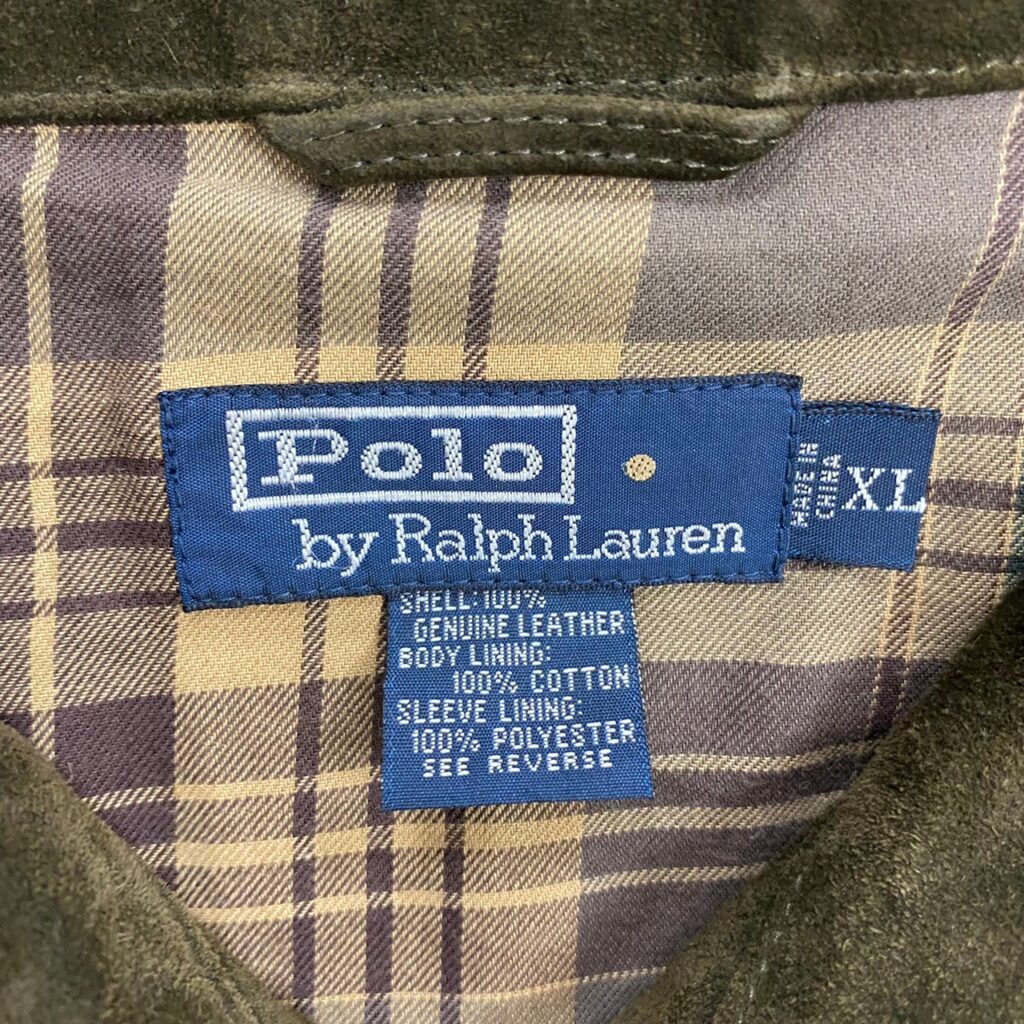 Polo
by Ralph Lauren
MADE IN
CHINA
XL
SHELL: 100%
GENUINE LEATHER
BODY LINING:
100% COTTON
SLEEVE LINING:
100% POLYESTER
SEE REVERSE